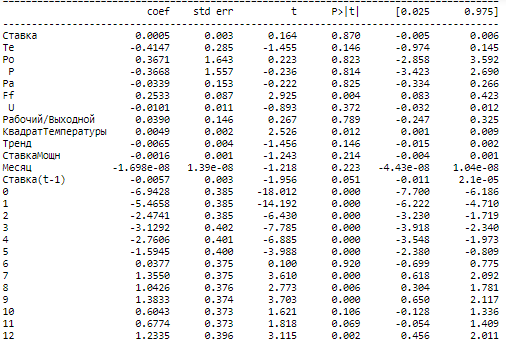 coef std err t P>|t| [0.025 0.975]
Ставка 0.0005 0.003 0.164 0.870 -0.005 0.006
Te -0.4147 0.285 -1.455 0.146 -0.974 0.145
Po 0.3671 1.643 0.223 0.823 -2.858 3.592
P -0.3668 1.557 -0.236 0.814 -3.423 2.690
Pa -0.0339 0.153 -0.222 0.825 -0.334 0.266
Ff 0.2533 0.087 2.925 0.004 0.083 0.423
U -0.0101 0.011 -0.893 0.372 -0.032 0.012
Рабочий/Выходной 0.0390 0.146 0.267 0.789 -0.247 0.325
КвадратТемпературы 0.0049 0.002 2.526 0.012 0.001 0.009
Тренд -0.0065 0.004 -1.456 0.146 -0.015 0.002
СтавкаМощн -0.0016 0.001 -1.243 0.214 -0.004 0.001
Месяц -1.698e-08 1.39e-08 -1.218 0.223 -4.43e-08 1.04e-08
Ставка(t-1) -0.0057 0.003 -1.956 0.051 -0.011 2.1e-05
0 -6.9428 0.385 -18.012 0.000 -7.700 -6.186
1 -5.4658 0.385 -14.192 0.000 -6.222 -4.710
2 -2.4741 0.385 -6.430 0.000 -3.230 -1.719
3 -3.1292 0.402 -7.785 0.000 -3.918 -2.340
4 -2.7606 0.401 -6.885 0.000 -3.548 -1.973
5 -1.5945 0.400 -3.988 0.000 -2.380 -0.809
6 0.0377 0.375 0.100 0.920 -0.699 0.775
7 1.3550 0.375 3.610 0.000 0.618 2.092
8 1.0426 0.376 2.773 0.006 0.304 1.781
9 1.3833 0.374 3.703 0.000 0.650 2.117
10 0.6043 0.373 1.621 0.106 -0.128 1.336
11 0.6774 0.373 1.818 0.069 -0.054 1.409
12 1.2335 0.396 3.115 0.002 0.456 2.011